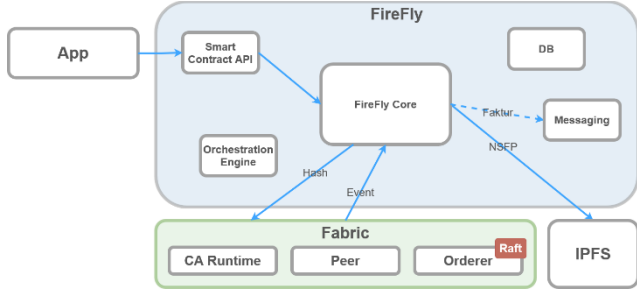 FireFly
App
Smart
Contract API
DB
FireFly Core
Faktur
Messaging
NSFP
Orchestration
Engine
Hash
Event
Fabric
Raft
CA Runtime
Peer
Orderer
IPFS